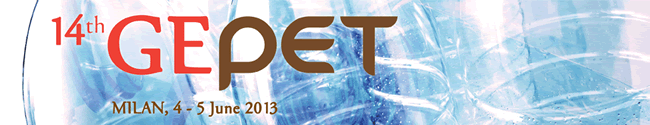 14th GEPET
MILAN, 4 - 5 June 2013